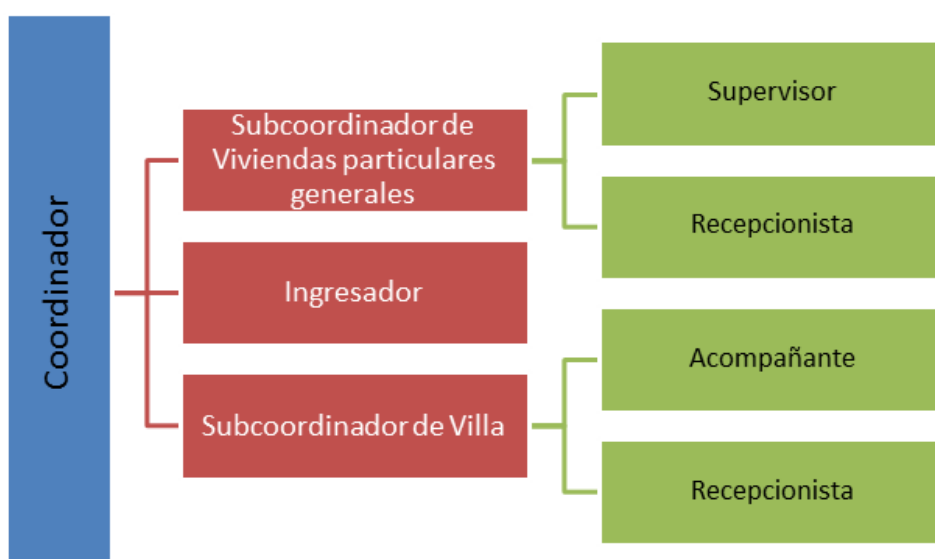 Coordinador
Subcoordinador de
Viviendas particulares
generales
Ingresador
Subcoordinador de Villa
Supervisor
Recepcionista
Acompañante
Recepcionista